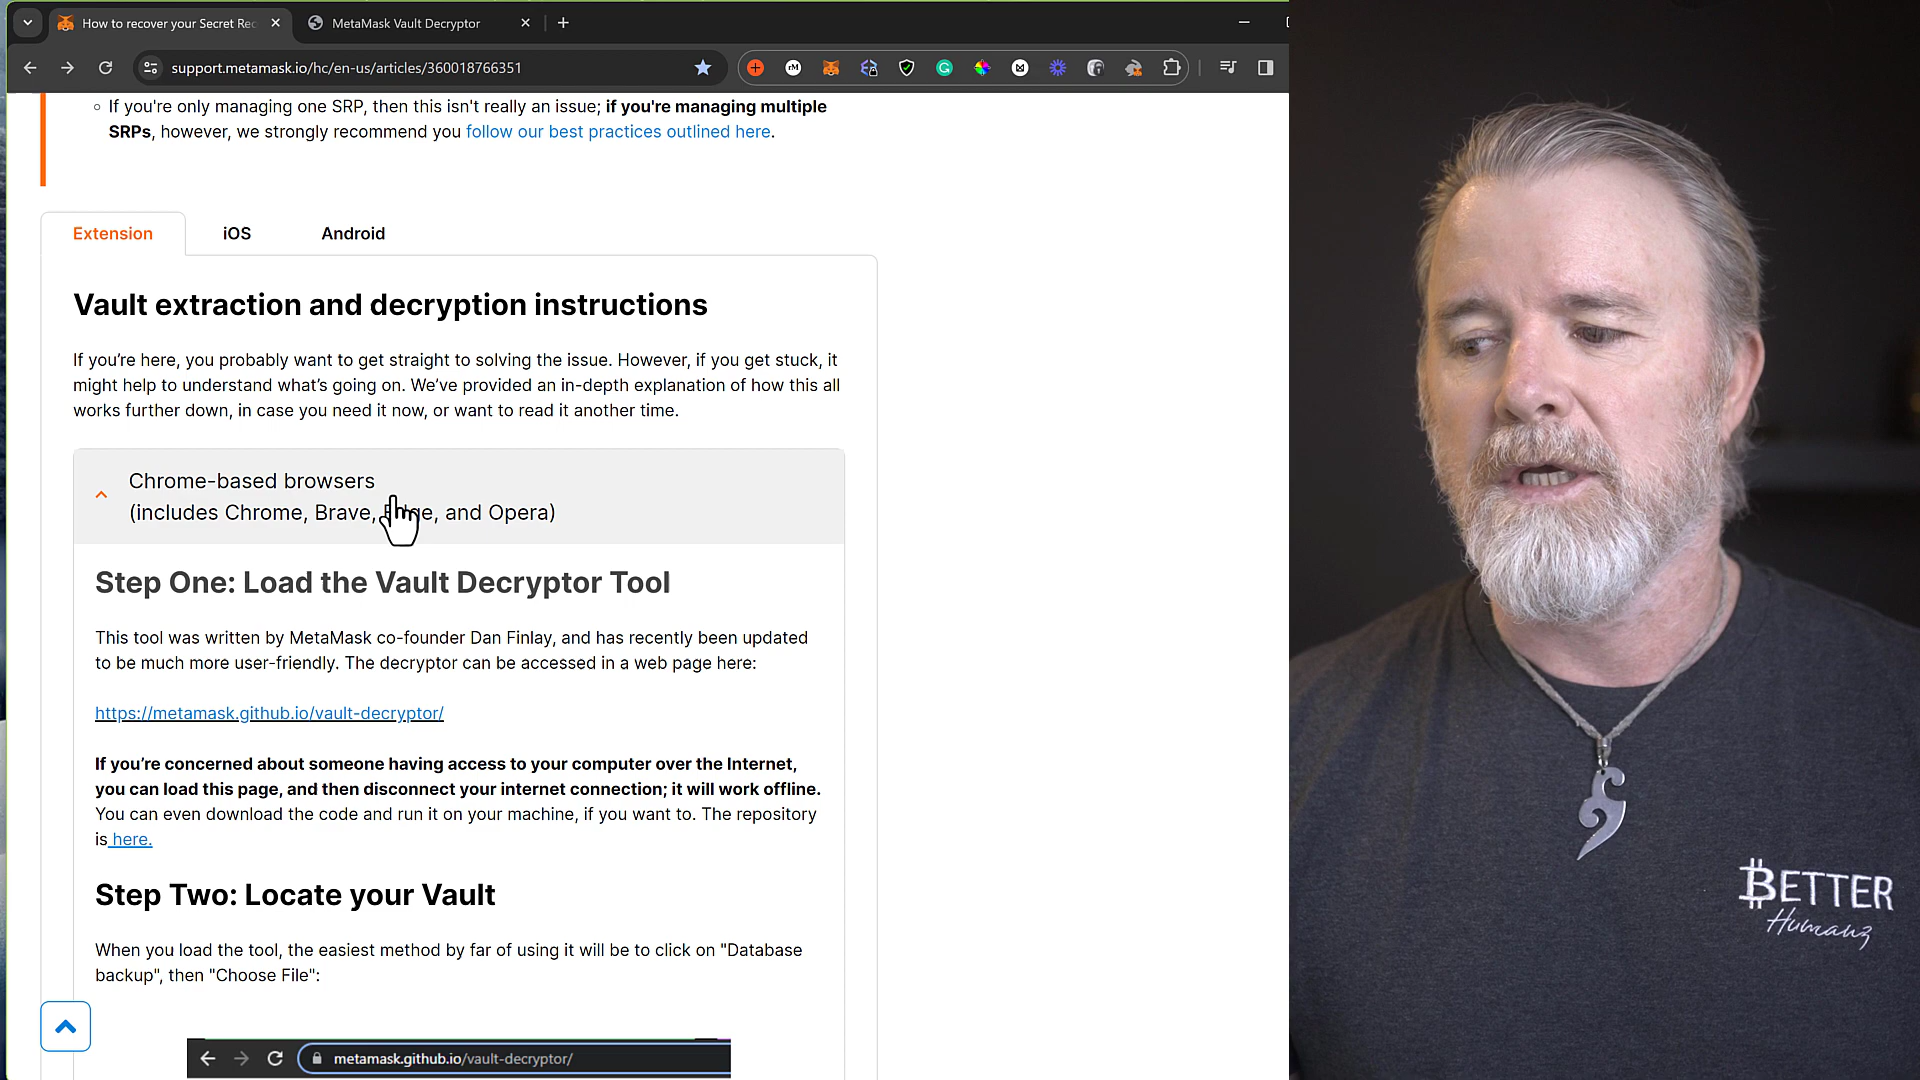 How to recover your Secret Rec
MetaMask Vault Decryptor
support.metamask.io/hc/en-us/articles/360018766351
If you're only managing one SRP, then this isn't really an issue; if you're managing multiple
SRPs, however, we strongly recommend you follow our best practices outlined here.
Extension
iOS
Android
Vault extraction and decryption instructions
If you're here, you probably want to get straight to solving the issue. However, if you get stuck, it
might help to understand what's going on. We've provided an in-depth explanation of how this all
works further down, in case you need it now, or want to read it another time.
Chrome-based browsers
(includes Chrome, Brave, Edge, and Opera)
Step One: Load the Vault Decryptor Tool
This tool was written by MetaMask co-founder Dan Finlay, and has recently been updated
to be much more user-friendly. The decryptor can be accessed in a web page here:
https://metamask.github.io/vault-decryptor/
If you're concerned about someone having access to your computer over the Internet,
you can load this page, and then disconnect your internet connection; it will work offline.
You can even download the code and run it on your machine, if you want to. The repository
is here.
Step Two: Locate your Vault
When you load the tool, the easiest method by far of using it will be to click on "Database
backup", then "Choose File":
metamask.github.io/vault-decryptor/
BETTER
Humanz